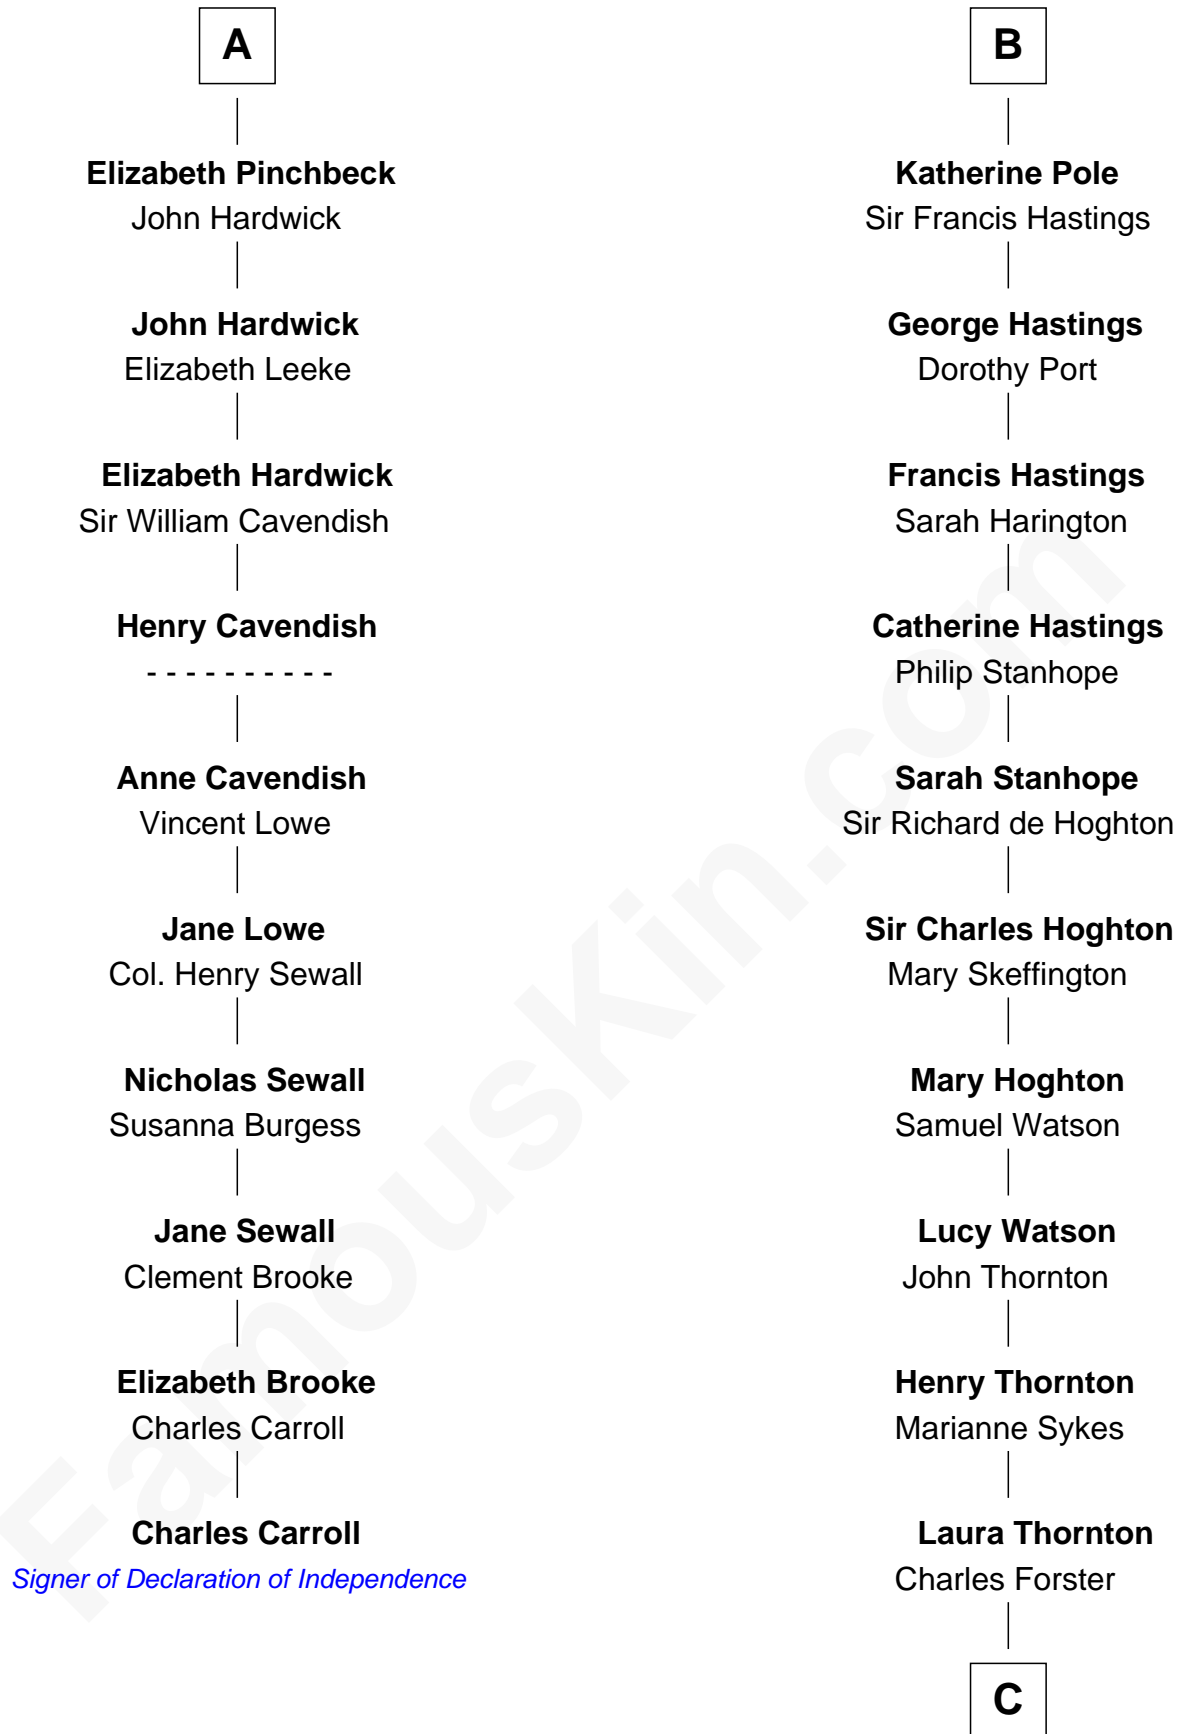 A
Elizabeth Pinchbeck
John Hardwick
John Hardwick
Elizabeth Leeke
Elizabeth Hardwick
Sir William Cavendish
Henry Cavendish
- - - - - - - - - -
Anne Cavendish
Vincent Lowe
Jane Lowe
Col. Henry Sewall
Nicholas Sewall
Susanna Burgess
Jane Sewall
Clement Brooke
Elizabeth Brooke
Charles Carroll
Charles Carroll
Signer of Declaration of Independence
B
Katherine Pole
Sir Francis Hastings
George Hastings
Dorothy Port
Francis Hastings
Sarah Harington
Catherine Hastings
Philip Stanhope
Sarah Stanhope
Sir Richard de Hoghton
Sir Charles Hoghton
Mary Skeffington
Mary Hoghton
Samuel Watson
Lucy Watson
John Thornton
Henry Thornton
Marianne Sykes
Laura Thornton
Charles Forster
C
FamousKin.com